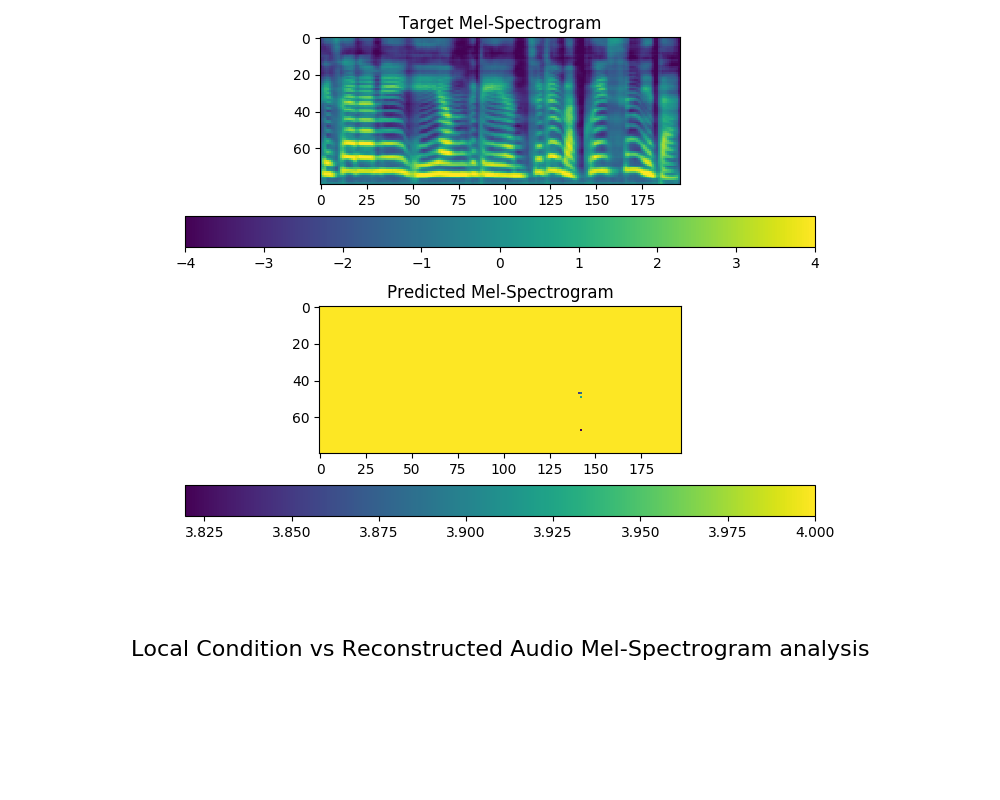 Target Mel-Spectrogram
0
20
40
60
0 25 50 75 100 125 150 175
−4 −3 −2 −1 0 1 2 3 4
Predicted Mel-Spectrogram
0
20
40
60
0 25 50 75 100 125 150 175
3.825 3.850 3.875 3.900 3.925 3.950 3.975 4.000
Local Condition vs Reconstructed Audio Mel-Spectrogram analysis